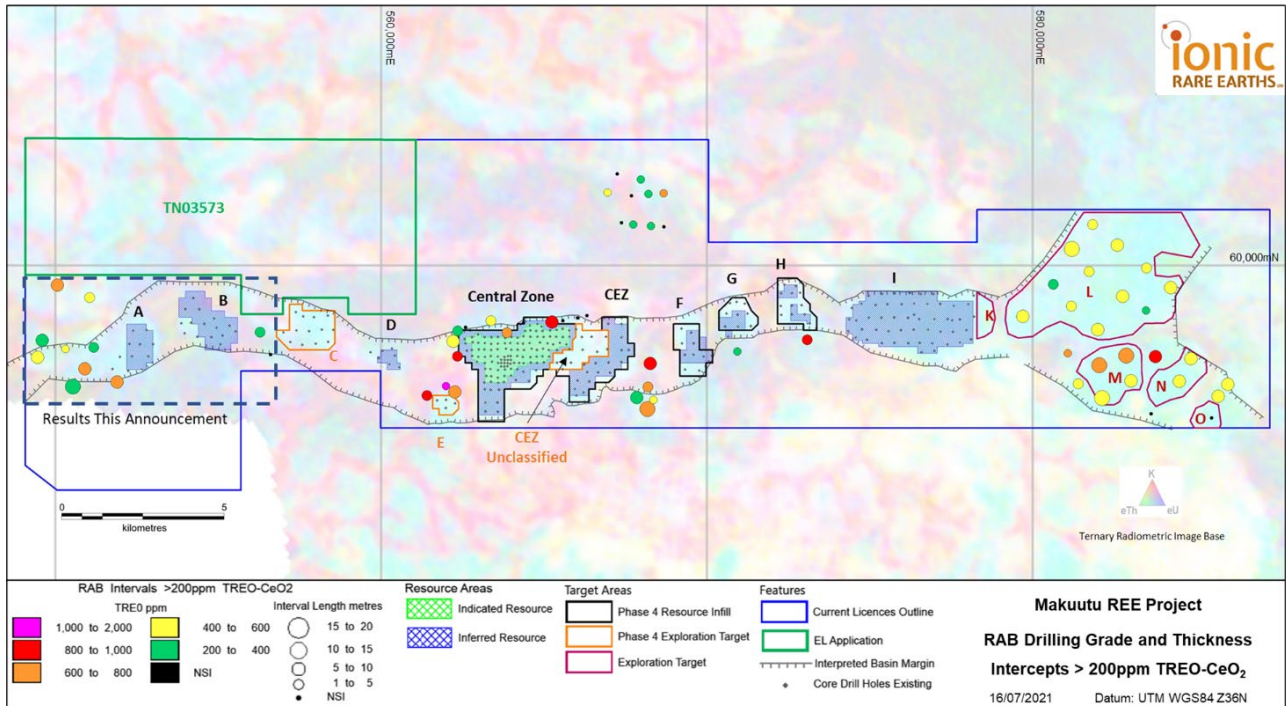 560,000mE
580,000mE
ionic
RARE EARTHS
TN03573
60,000mN
H
G
I
B
A
Central Zone
CEZ
F
L
K
D
C
M
N
O
Results This Announcement
E
CEZ
Unclassified
0
5
kilometres
K
eTh
eU
Ternary Radiometric Image Base
RAB Intervals >200ppm TREO-CeO2
TRE0 ppm
1,000 to 2,000
400 to 600
800 to 1,000
200 to 400
600 to 800
NSI
Interval Length metres
15 to 20
10 to 15
5 to 10
1 to 5
NSI
Resource Areas
Indicated Resource
Inferred Resource
Target Areas
Phase 4 Resource Infill
Phase 4 Exploration Target
Exploration Target
Features
Current Licences Outline
EL Application
Interpreted Basin Margin
Core Drill Holes Existing
Makuutu REE Project
RAB Drilling Grade and Thickness
Intercepts > 200ppm TREO-CeO₂
16/07/2021 Datum: UTM WGS84 Z36N